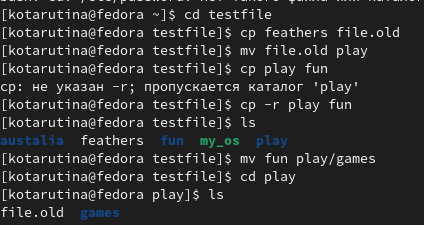 [kotarutina@fedora ~]$ cd testfile
[kotarutina@fedora testfile]$ cp feathers file.old
[kotarutina@fedora testfile]$ mv file.old play
[kotarutina@fedora testfile]$ cp play fun
cp: не указан -r; пропускается каталог 'play'
[kotarutina@fedora testfile]$ cp -r play fun
[kotarutina@fedora testfile]$ ls
austalia feathers fun my_os play
[kotarutina@fedora testfile]$ mv fun play/games
[kotarutina@fedora testfile]$ cd play
[kotarutina@fedora play]$ ls
file.old games